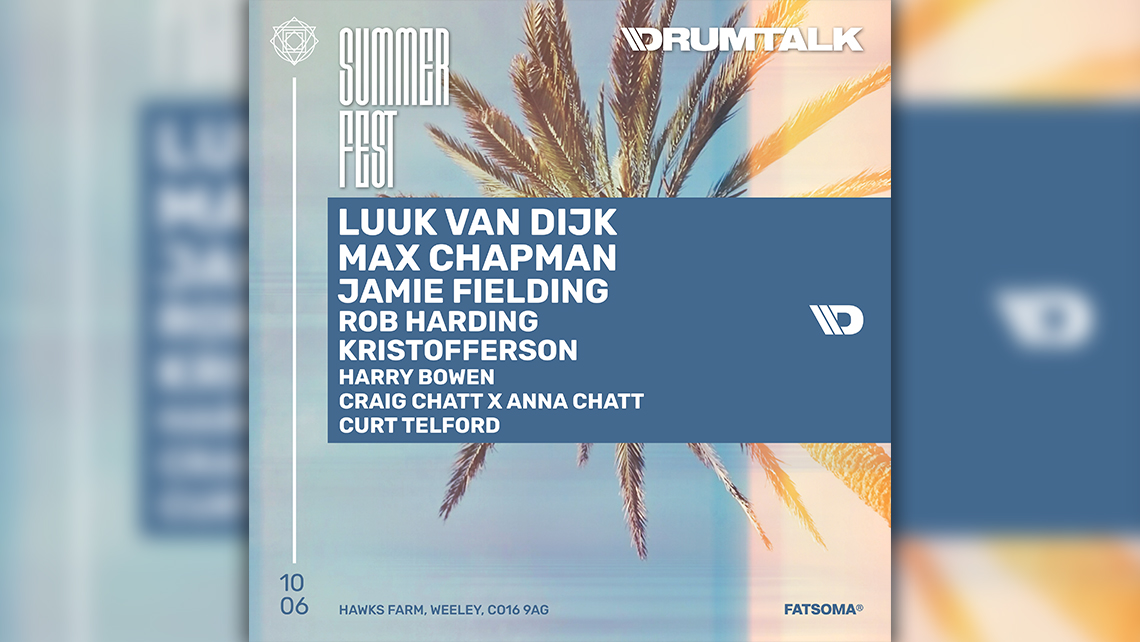 SUMMER
FEST
DRUMTALK
LUUK VAN DIJK
MAX CHAPMAN
JAMIE FIELDING
ROB HARDING
KRISTOFFERSON
HARRY BOWEN
CRAIG CHATT X ANNA CHATT
CURT TELFORD
D
10
06
HAWKS FARM, WEELEY, CO16 9AG
FATSOMA®